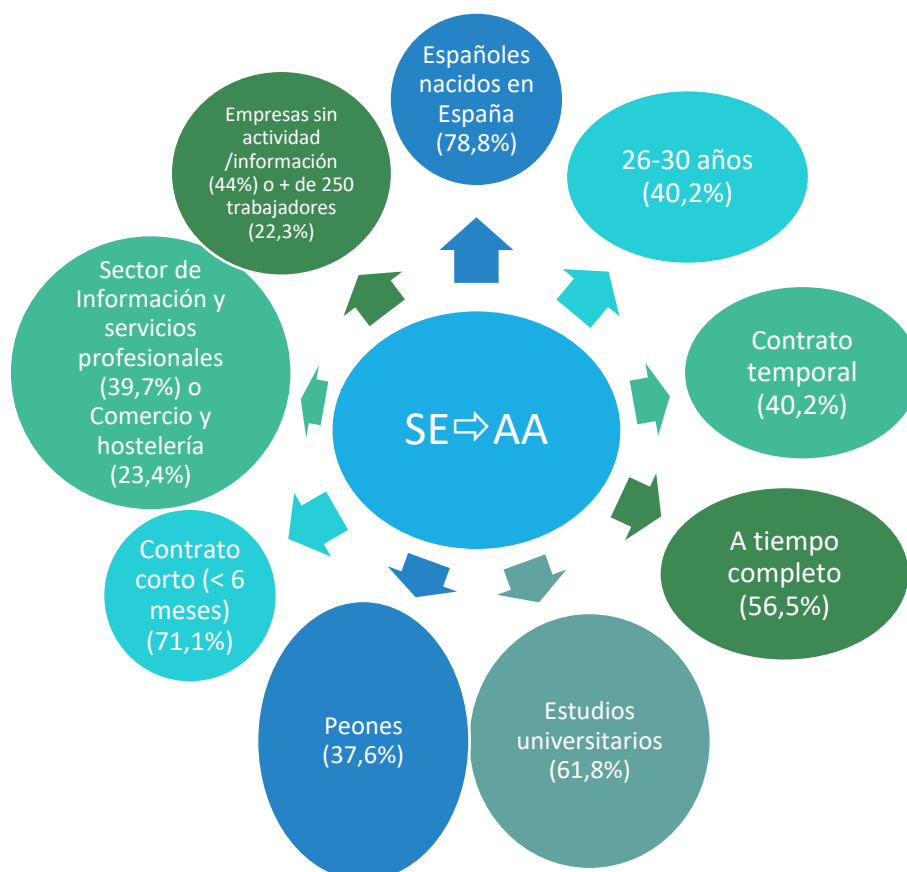 Españoles
nacidos en
España
(78,8%)
26-30 años
(40,2%)
Contrato
temporal
(40,2%)
A tiempo
completo
(56,5%)
Estudios
universitarios
(61,8%)
Peones
(37,6%)
Contrato
corto (< 6
meses)
(71,1%)
Sector de
Información y
servicios
profesionales
(39,7%) o
Comercio y
hostelería
(23,4%)
Empresas sin
actividad
/información
(44%) o + de 250
trabajadores
(22,3%)
SE⇨AA